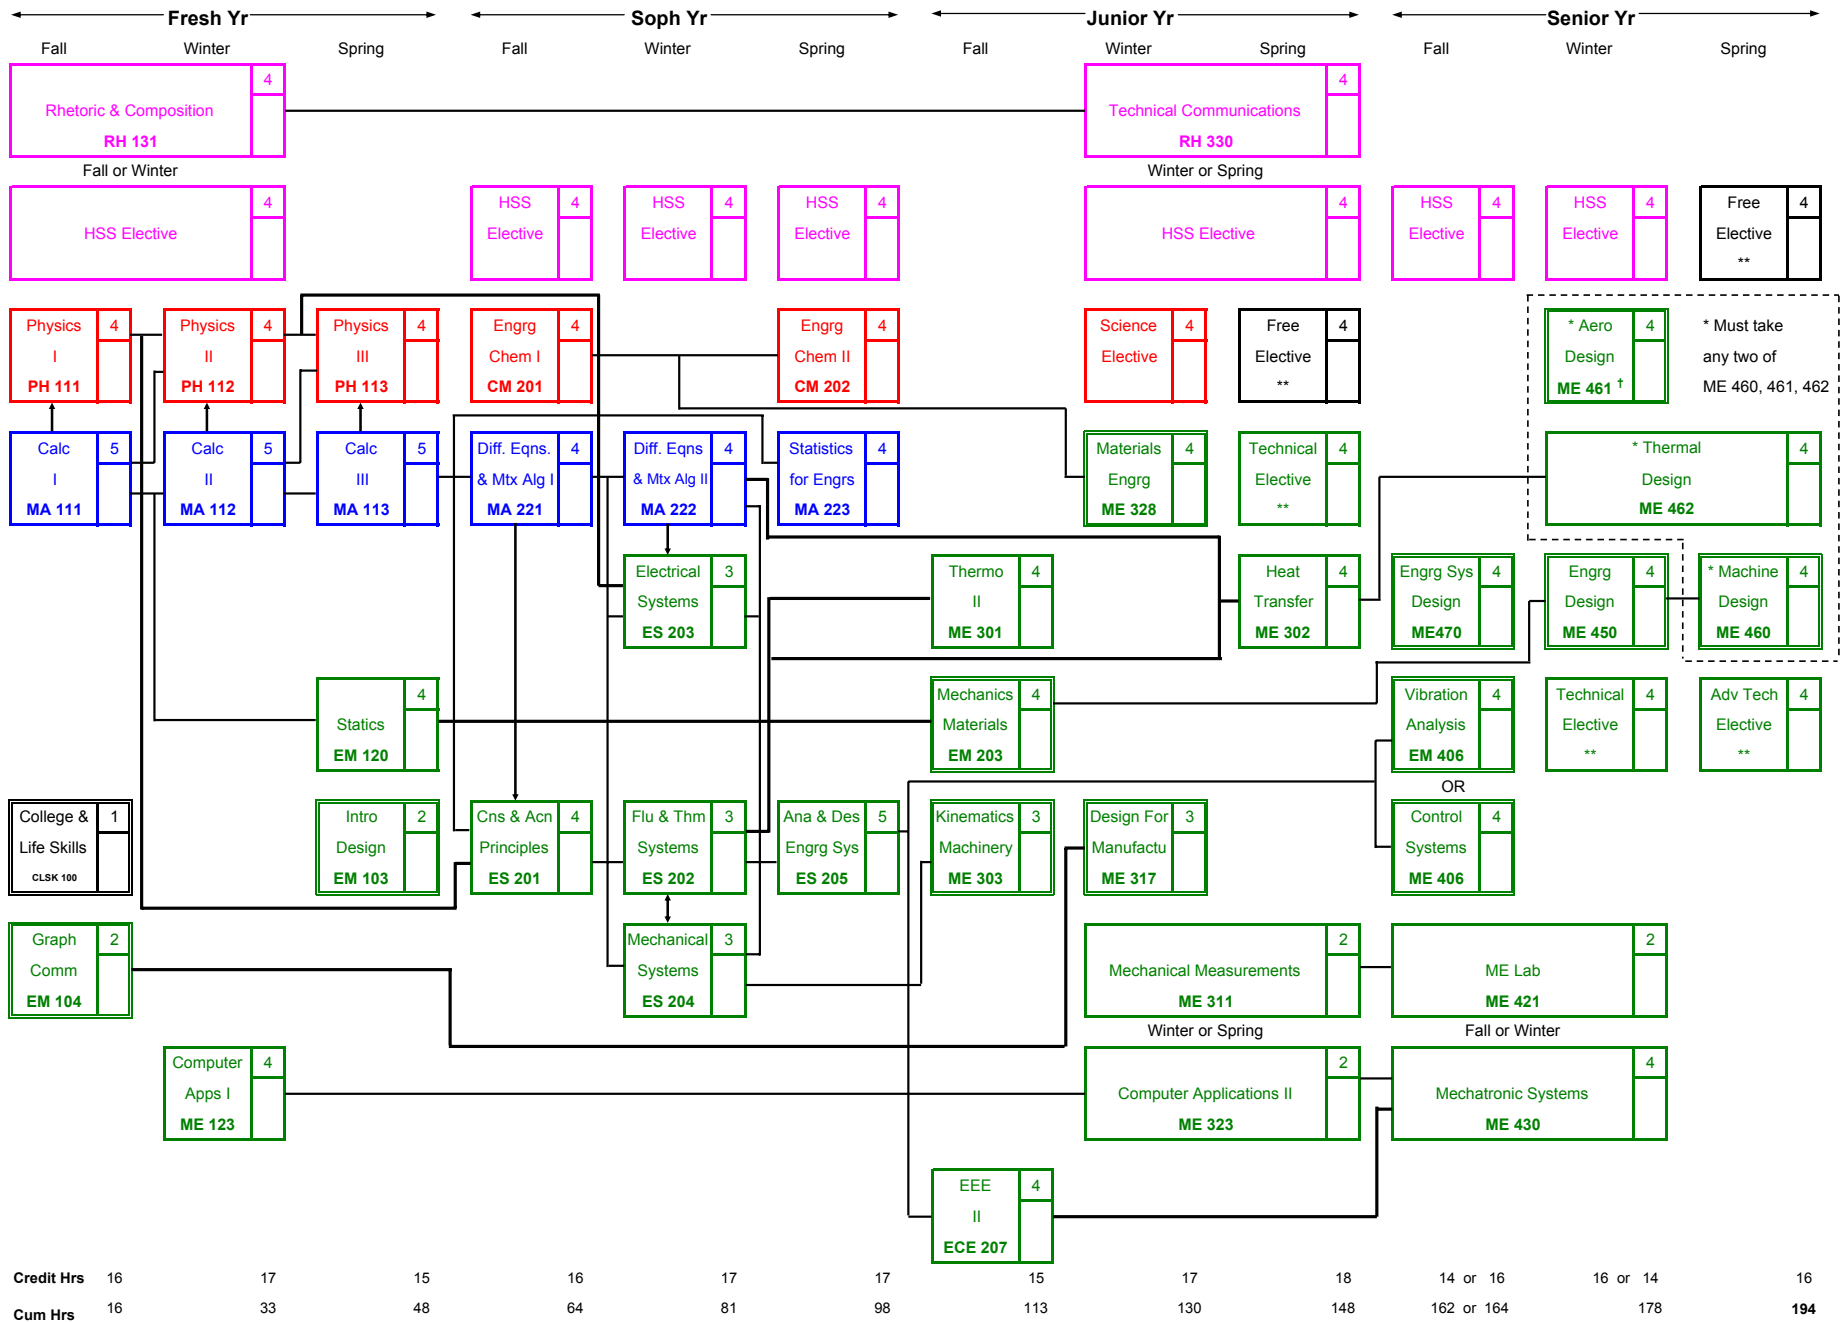 Fresh Yr Soph Yr Junior Yr Senior Yr
Fall Winter Spring Fall Winter Spring Fall Winter Spring Fall Winter Spring
4
Rhetoric & Composition
RH 131
Fall or Winter
4
Technical Communications
RH 330
Winter or Spring
4
HSS Elective
HSS 4
Elective
HSS 4
Elective
HSS 4
Elective
4
HSS Elective
HSS 4
Elective
HSS 4
Elective
Free 4
Elective
**
Physics 4
I
PH 111
Physics 4
II
PH 112
Physics 4
III
PH 113
Engrg 4
Chem I
CM 201
Engrg 4
Chem II
CM 202
Science 4
Elective
Free 4
Elective
**
* Aero 4
Design
ME 461 †
* Must take
any two of
ME 460, 461, 462
Calc 5
I
MA 111
Calc 5
II
MA 112
Calc 5
III
MA 113
Diff. Eqns. 4
& Mtx Alg I
MA 221
Diff. Eqns 4
& Mtx Alg II
MA 222
Statistics 4
for Engrs
MA 223
Materials 4
Engrg
ME 328
Technical 4
Elective
**
* Thermal 4
Design
ME 462
Electrical 3
Systems
ES 203
Thermo 4
II
ME 301
Heat 4
Transfer
ME 302
Engrg Sys 4
Design
ME470
Engrg 4
Design
ME 450
* Machine 4
Design
ME 460
4
Statics
EM 120
Mechanics 4
Materials
EM 203
Vibration 4
Analysis
EM 406
OR
Technical 4
Elective
**
Adv Tech 4
Elective
**
College & 1
Life Skills
CLSK 100
Intro 2
Design
EM 103
Cns & Acn 4
Principles
ES 201
Flu & Thm 3
Systems
ES 202
Ana & Des 5
Engrg Sys
ES 205
Kinematics 3
Machinery
ME 303
Design For 3
Manufactu
ME 317
Control 4
Systems
ME 406
Graph 2
Comm
EM 104
Mechanical 3
Systems
ES 204
2
Mechanical Measurements
ME 311
Winter or Spring
2
ME Lab
ME 421
Fall or Winter
Computer 4
Apps I
ME 123
2
Computer Applications II
ME 323
4
Mechatronic Systems
ME 430
EEE 4
II
ECE 207
Credit Hrs 16 17 15 16 17 17 15 17 18 14 or 16 16 or 14 16
Cum Hrs 16 33 48 64 81 98 113 130 148 162 or 164 178 194